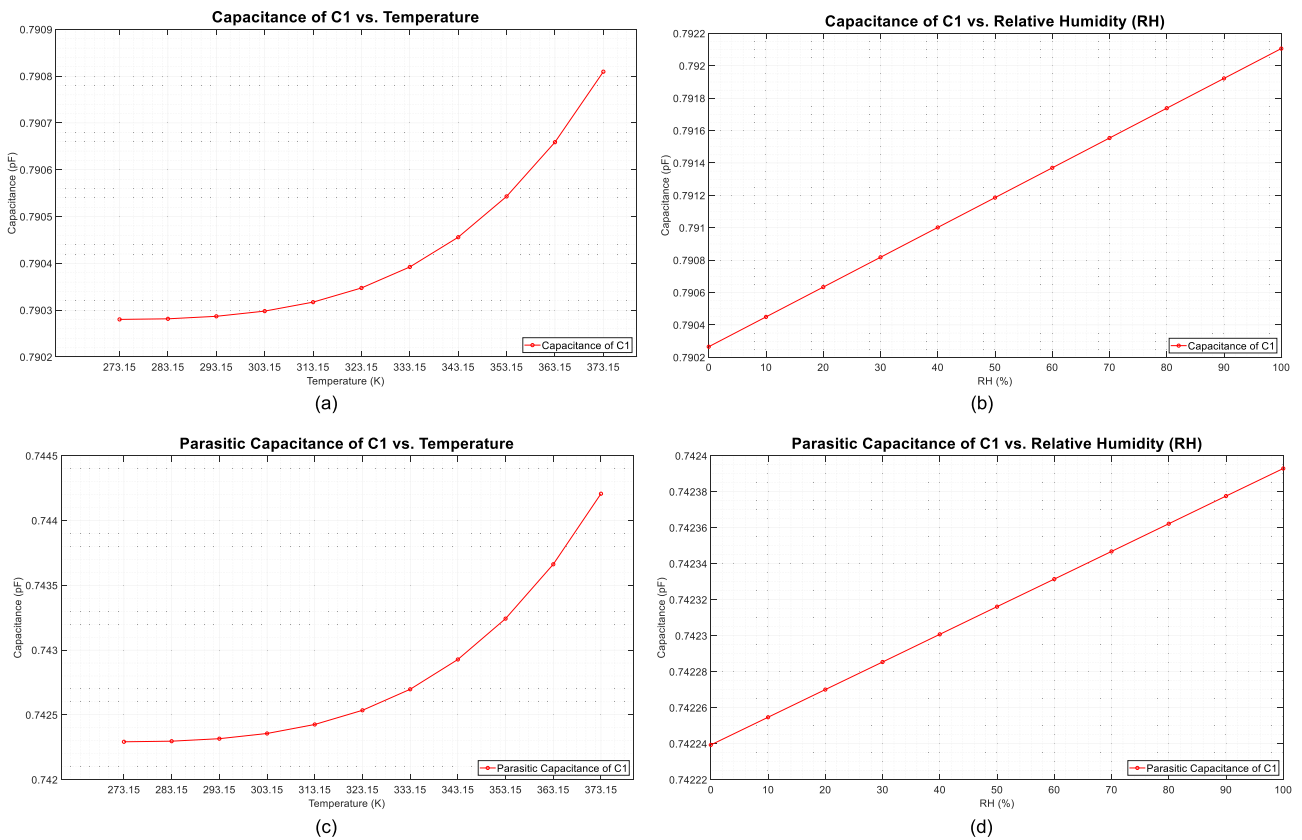 Capacitance of C1 vs. Temperature
0.7909
0.7908
0.7907
0.7906
0.7905
0.7904
0.7903
0.7902
Capacitance (pF)
273.15 283.15 293.15 303.15 313.15 323.15 333.15 343.15 353.15 363.15 373.15
Temperature (K)
Capacitance of C1
(a)
Capacitance of C1 vs. Relative Humidity (RH)
0.7922
0.792
0.7918
0.7916
0.7914
0.7912
0.791
0.7908
0.7906
0.7904
0.7902
Capacitance (pF)
0 10 20 30 40 50 60 70 80 90 100
RH (%)
Capacitance of C1
(b)
Parasitic Capacitance of C1 vs. Temperature
0.7445
0.744
0.7435
0.743
0.7425
0.742
Capacitance (pF)
273.15 283.15 293.15 303.15 313.15 323.15 333.15 343.15 353.15 363.15 373.15
Temperature (K)
Parasitic Capacitance of C1
(c)
Parasitic Capacitance of C1 vs. Relative Humidity (RH)
0.7424
0.74238
0.74236
0.74234
0.74232
0.7423
0.74228
0.74226
0.74224
0.74222
Capacitance (pF)
0 10 20 30 40 50 60 70 80 90 100
RH (%)
Parasitic Capacitance of C1
(d)